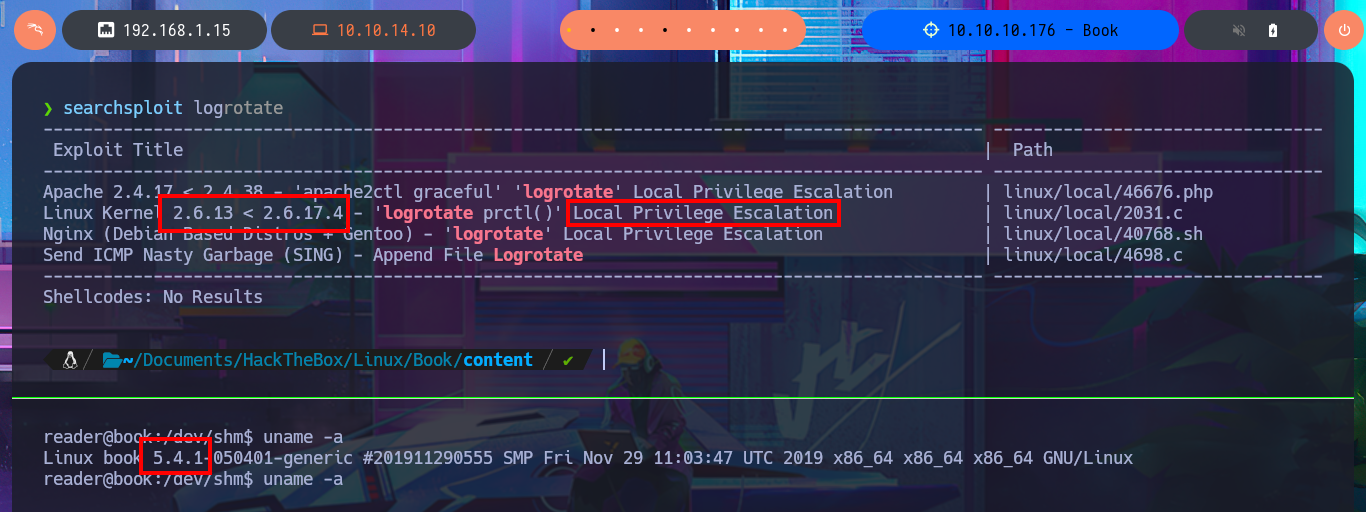 192.168.1.15 10.10.14.10 10.10.10.176 - Book
❯ searchsploit logrotate
Exploit Title | Path
Apache 2.4.17 < 2.4.38 - 'apache2ctl graceful' 'logrotate' Local Privilege Escalation | linux/local/46676.php
Linux Kernel 2.6.13 < 2.6.17.4 - 'logrotate prctl()' Local Privilege Escalation | linux/local/2031.c
Nginx (Debian Based Distros + Gentoo) - 'logrotate' Local Privilege Escalation | linux/local/40768.sh
Send ICMP Nasty Garbage (SING) - Append File Logrotate | linux/local/4698.c
Shellcodes: No Results
~/Documents/HackTheBox/Linux/Book/content / ✔
reader@book:/dev/shm$ uname -a
Linux book 5.4.1-050401-generic #201911290555 SMP Fri Nov 29 11:03:47 UTC 2019 x86_64 x86_64 x86_64 GNU/Linux
reader@book:/dev/shm$ uname -a